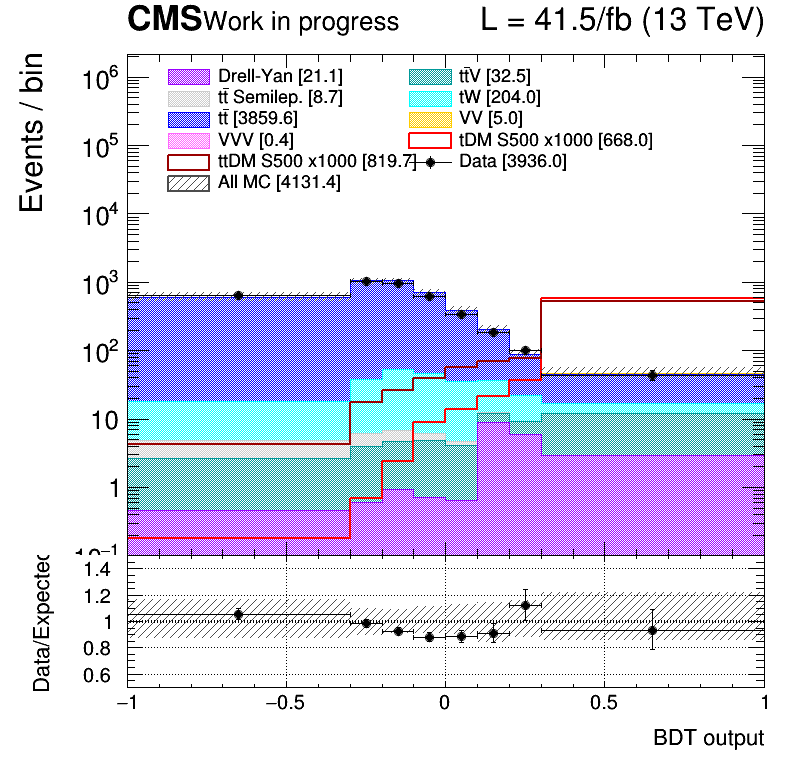 CMS Work in progress L = 41.5/fb (13 TeV)
Events / bin
10⁶
10⁵
10⁴
10³
10²
10
1
10⁻¹
Drell-Yan [21.1] tt̄V [32.5]
tt̄ Semilep. [8.7] tW [204.0]
tt̄ [3859.6] VV [5.0]
VVV [0.4] tDM S500 x1000 [668.0]
ttDM S500 x1000 [819.7] Data [3936.0]
All MC [4131.4]
Data/Expected
1.4
1.2
1
0.8
0.6
−1 −0.5 0 0.5 1
BDT output